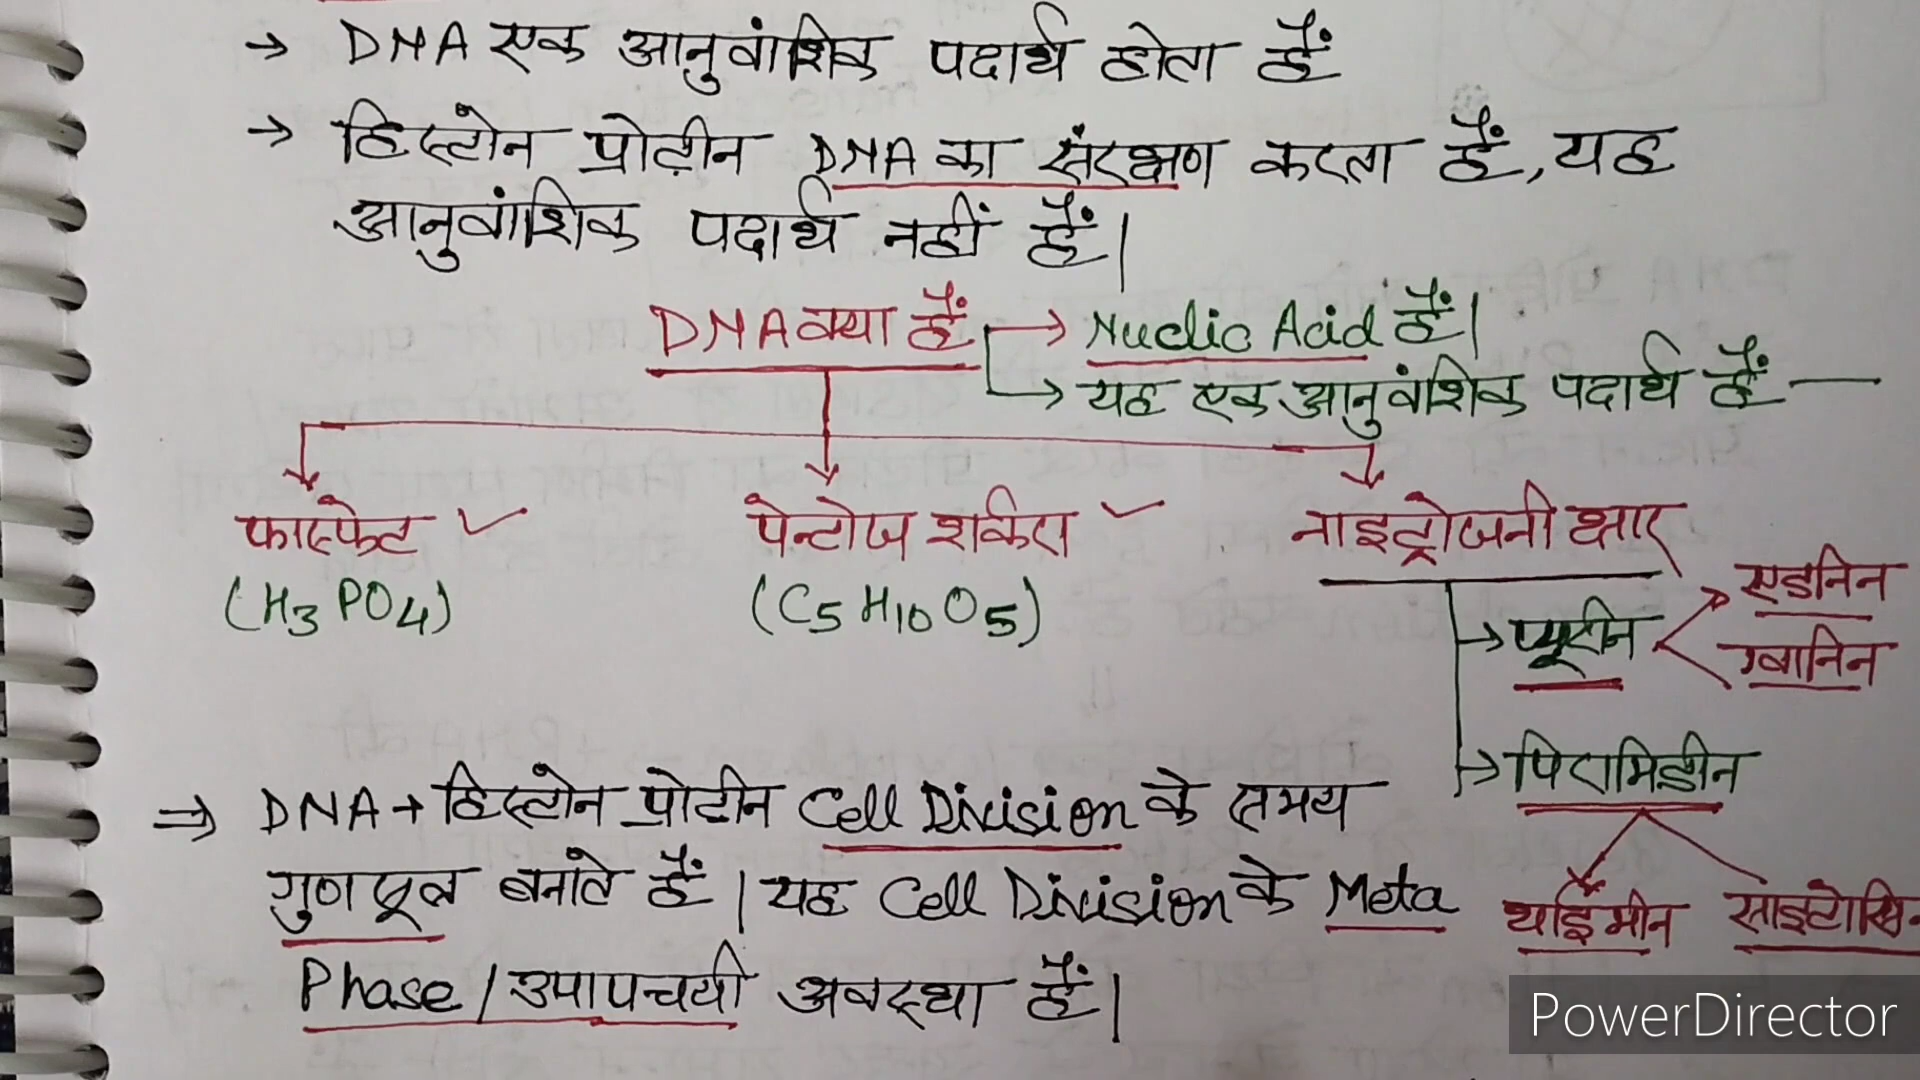 → DNA एक आनुवांशिक पदार्थ होता हैं
→ हिस्टोन प्रोटीन DNA का संरक्षण करता हैं, यह
आनुवांशिक पदार्थ नहीं हैं|
DNA क्या हैं → Nuclic Acid हैं|
→ यह एक आनुवंशिक पदार्थ हैं —
फास्फेट ✓ पेन्टोज शर्करा ✓ नाइट्रोजनी क्षार
(H3PO4) (C5H10O5)
→ प्यूरीन
एडनिन
ग्वानिन
→ पिरामिडीन
थाईमीन साइटोसिन
⇒ DNA + हिस्टोन प्रोटीन Cell Division के समय
गुणसूत्र बनाते हैं| यह Cell Division के Meta
Phase / उपापचयी अवस्था हैं|
PowerDirector